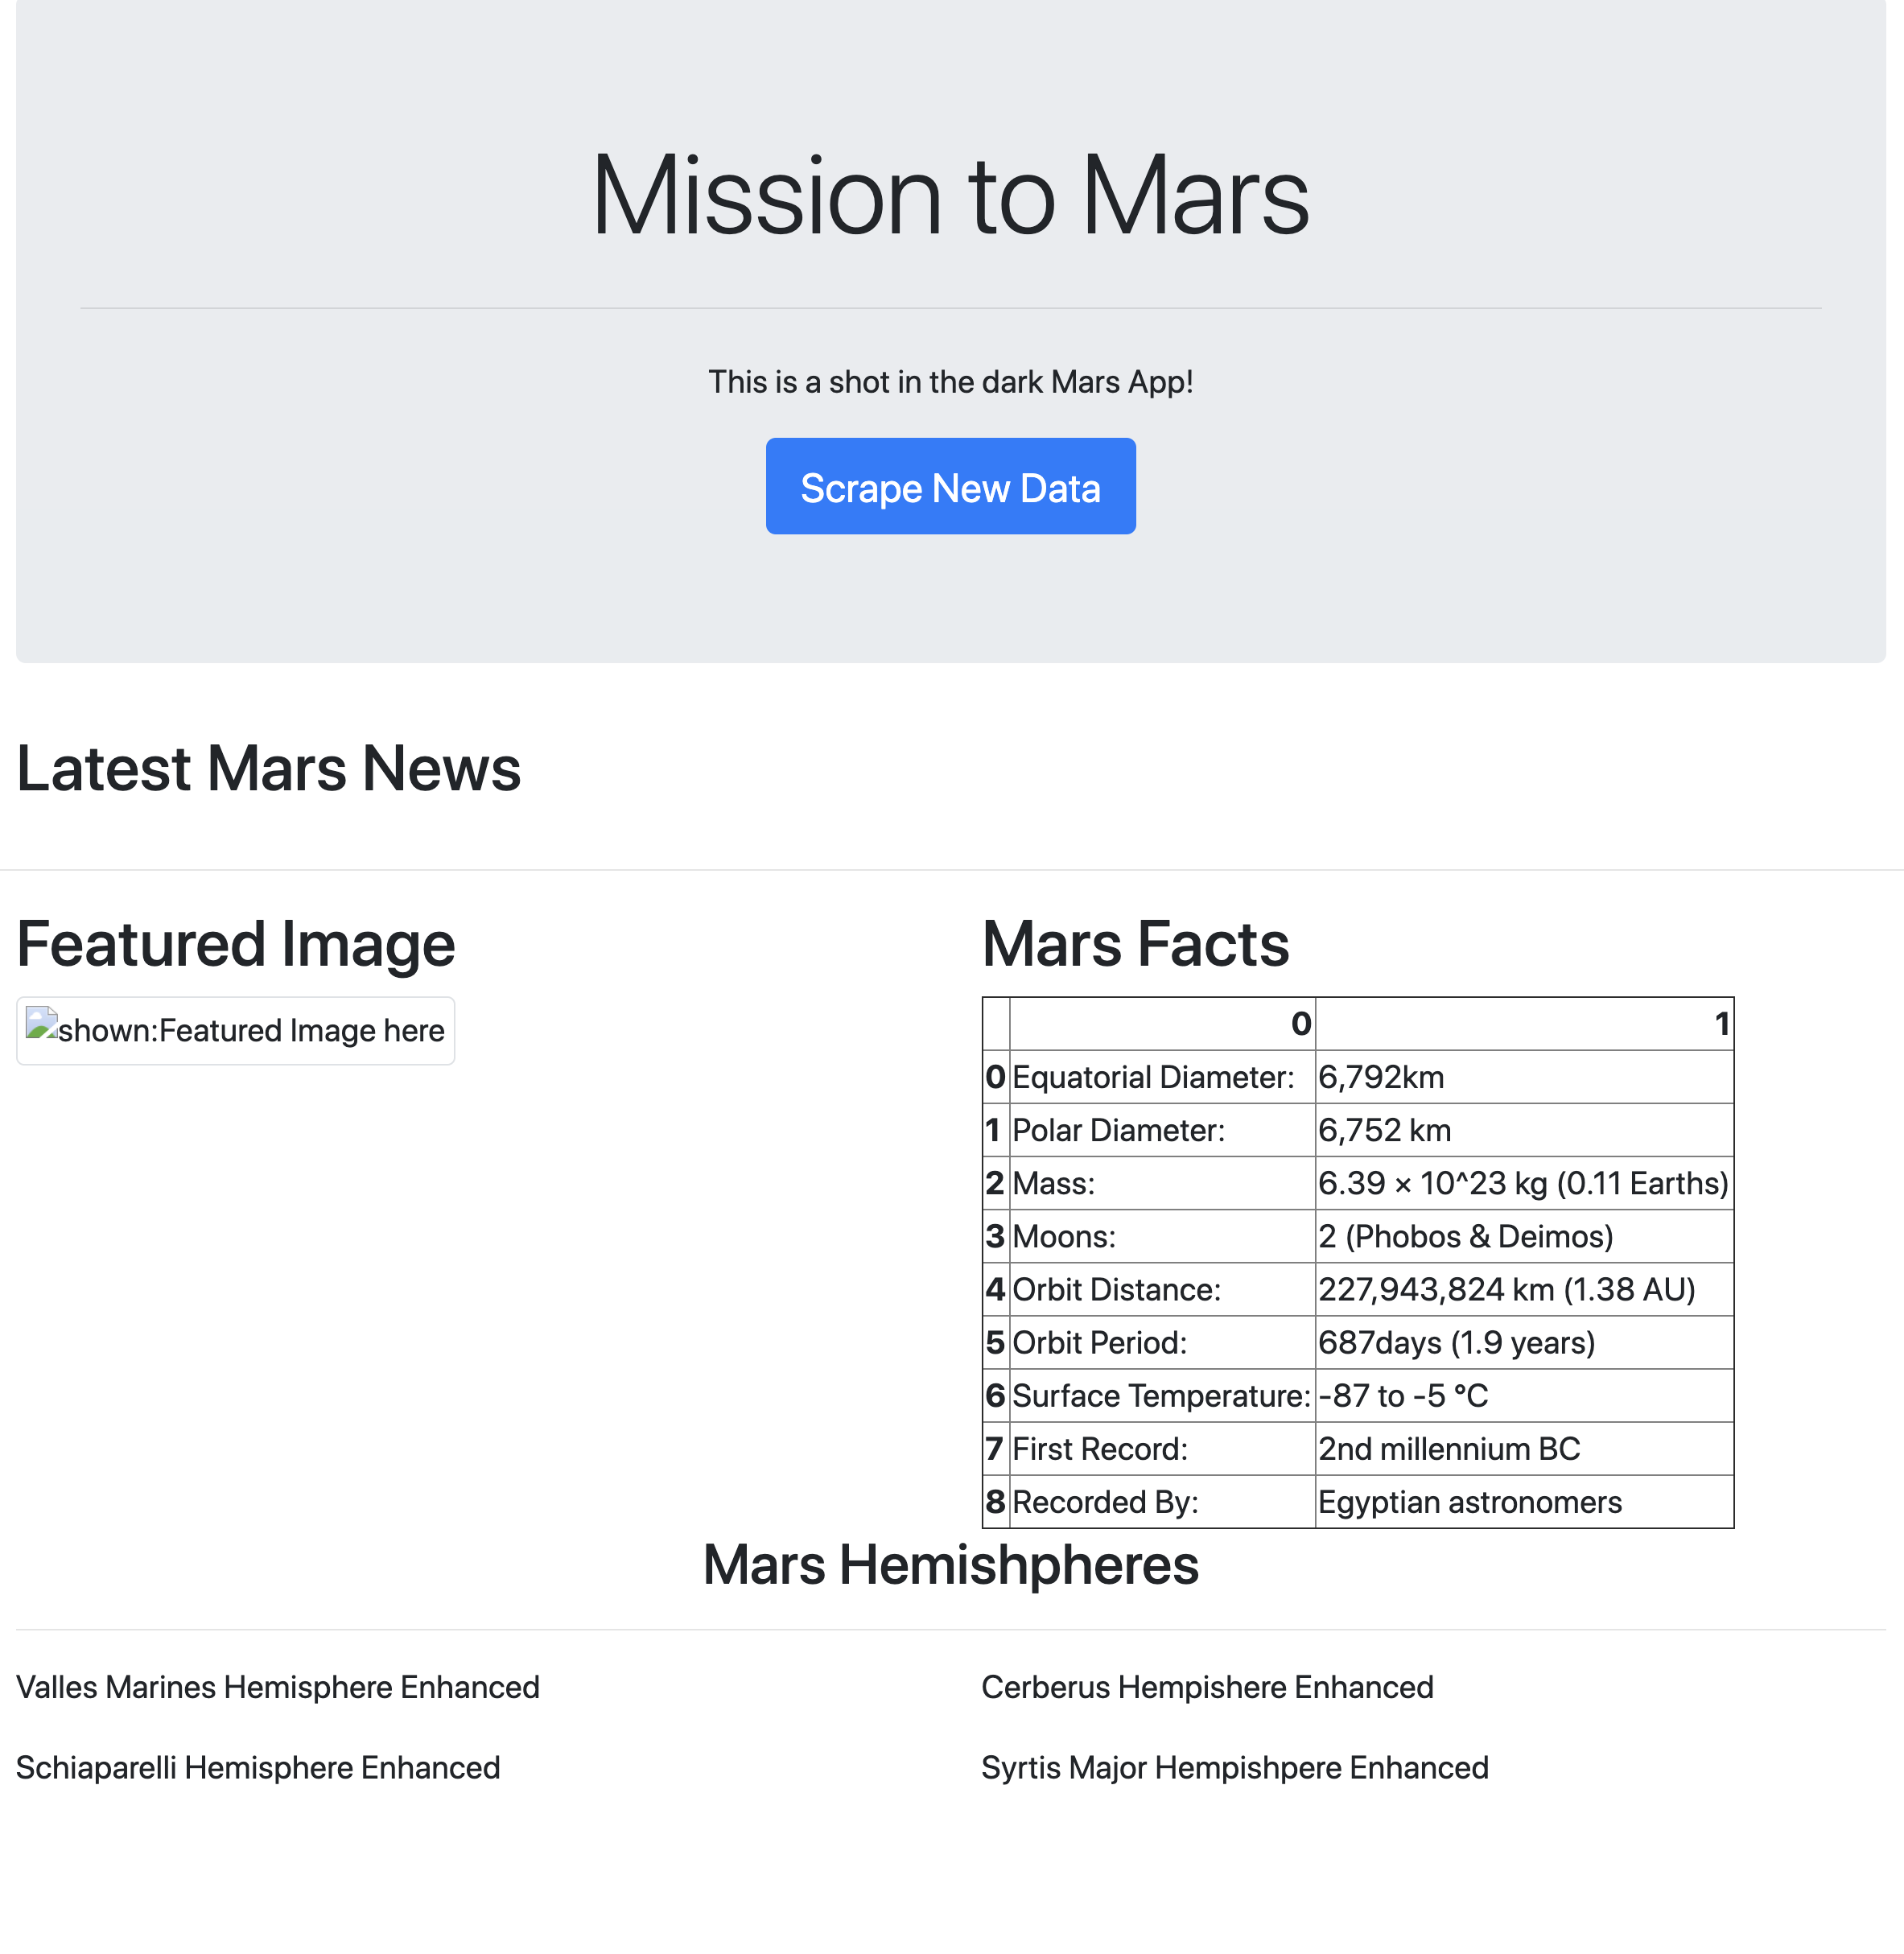 Mission to Mars
This is a shot in the dark Mars App!
Scrape New Data
Latest Mars News
Featured Image
shown:Featured Image here
Mars Facts
0 1
0 Equatorial Diameter: 6,792km
1 Polar Diameter: 6,752 km
2 Mass: 6.39 × 10^23 kg (0.11 Earths)
3 Moons: 2 (Phobos & Deimos)
4 Orbit Distance: 227,943,824 km (1.38 AU)
5 Orbit Period: 687days (1.9 years)
6 Surface Temperature: -87 to -5 °C
7 First Record: 2nd millennium BC
8 Recorded By: Egyptian astronomers
Mars Hemishpheres
Valles Marines Hemisphere Enhanced
Cerberus Hempishere Enhanced
Schiaparelli Hemisphere Enhanced
Syrtis Major Hempishpere Enhanced